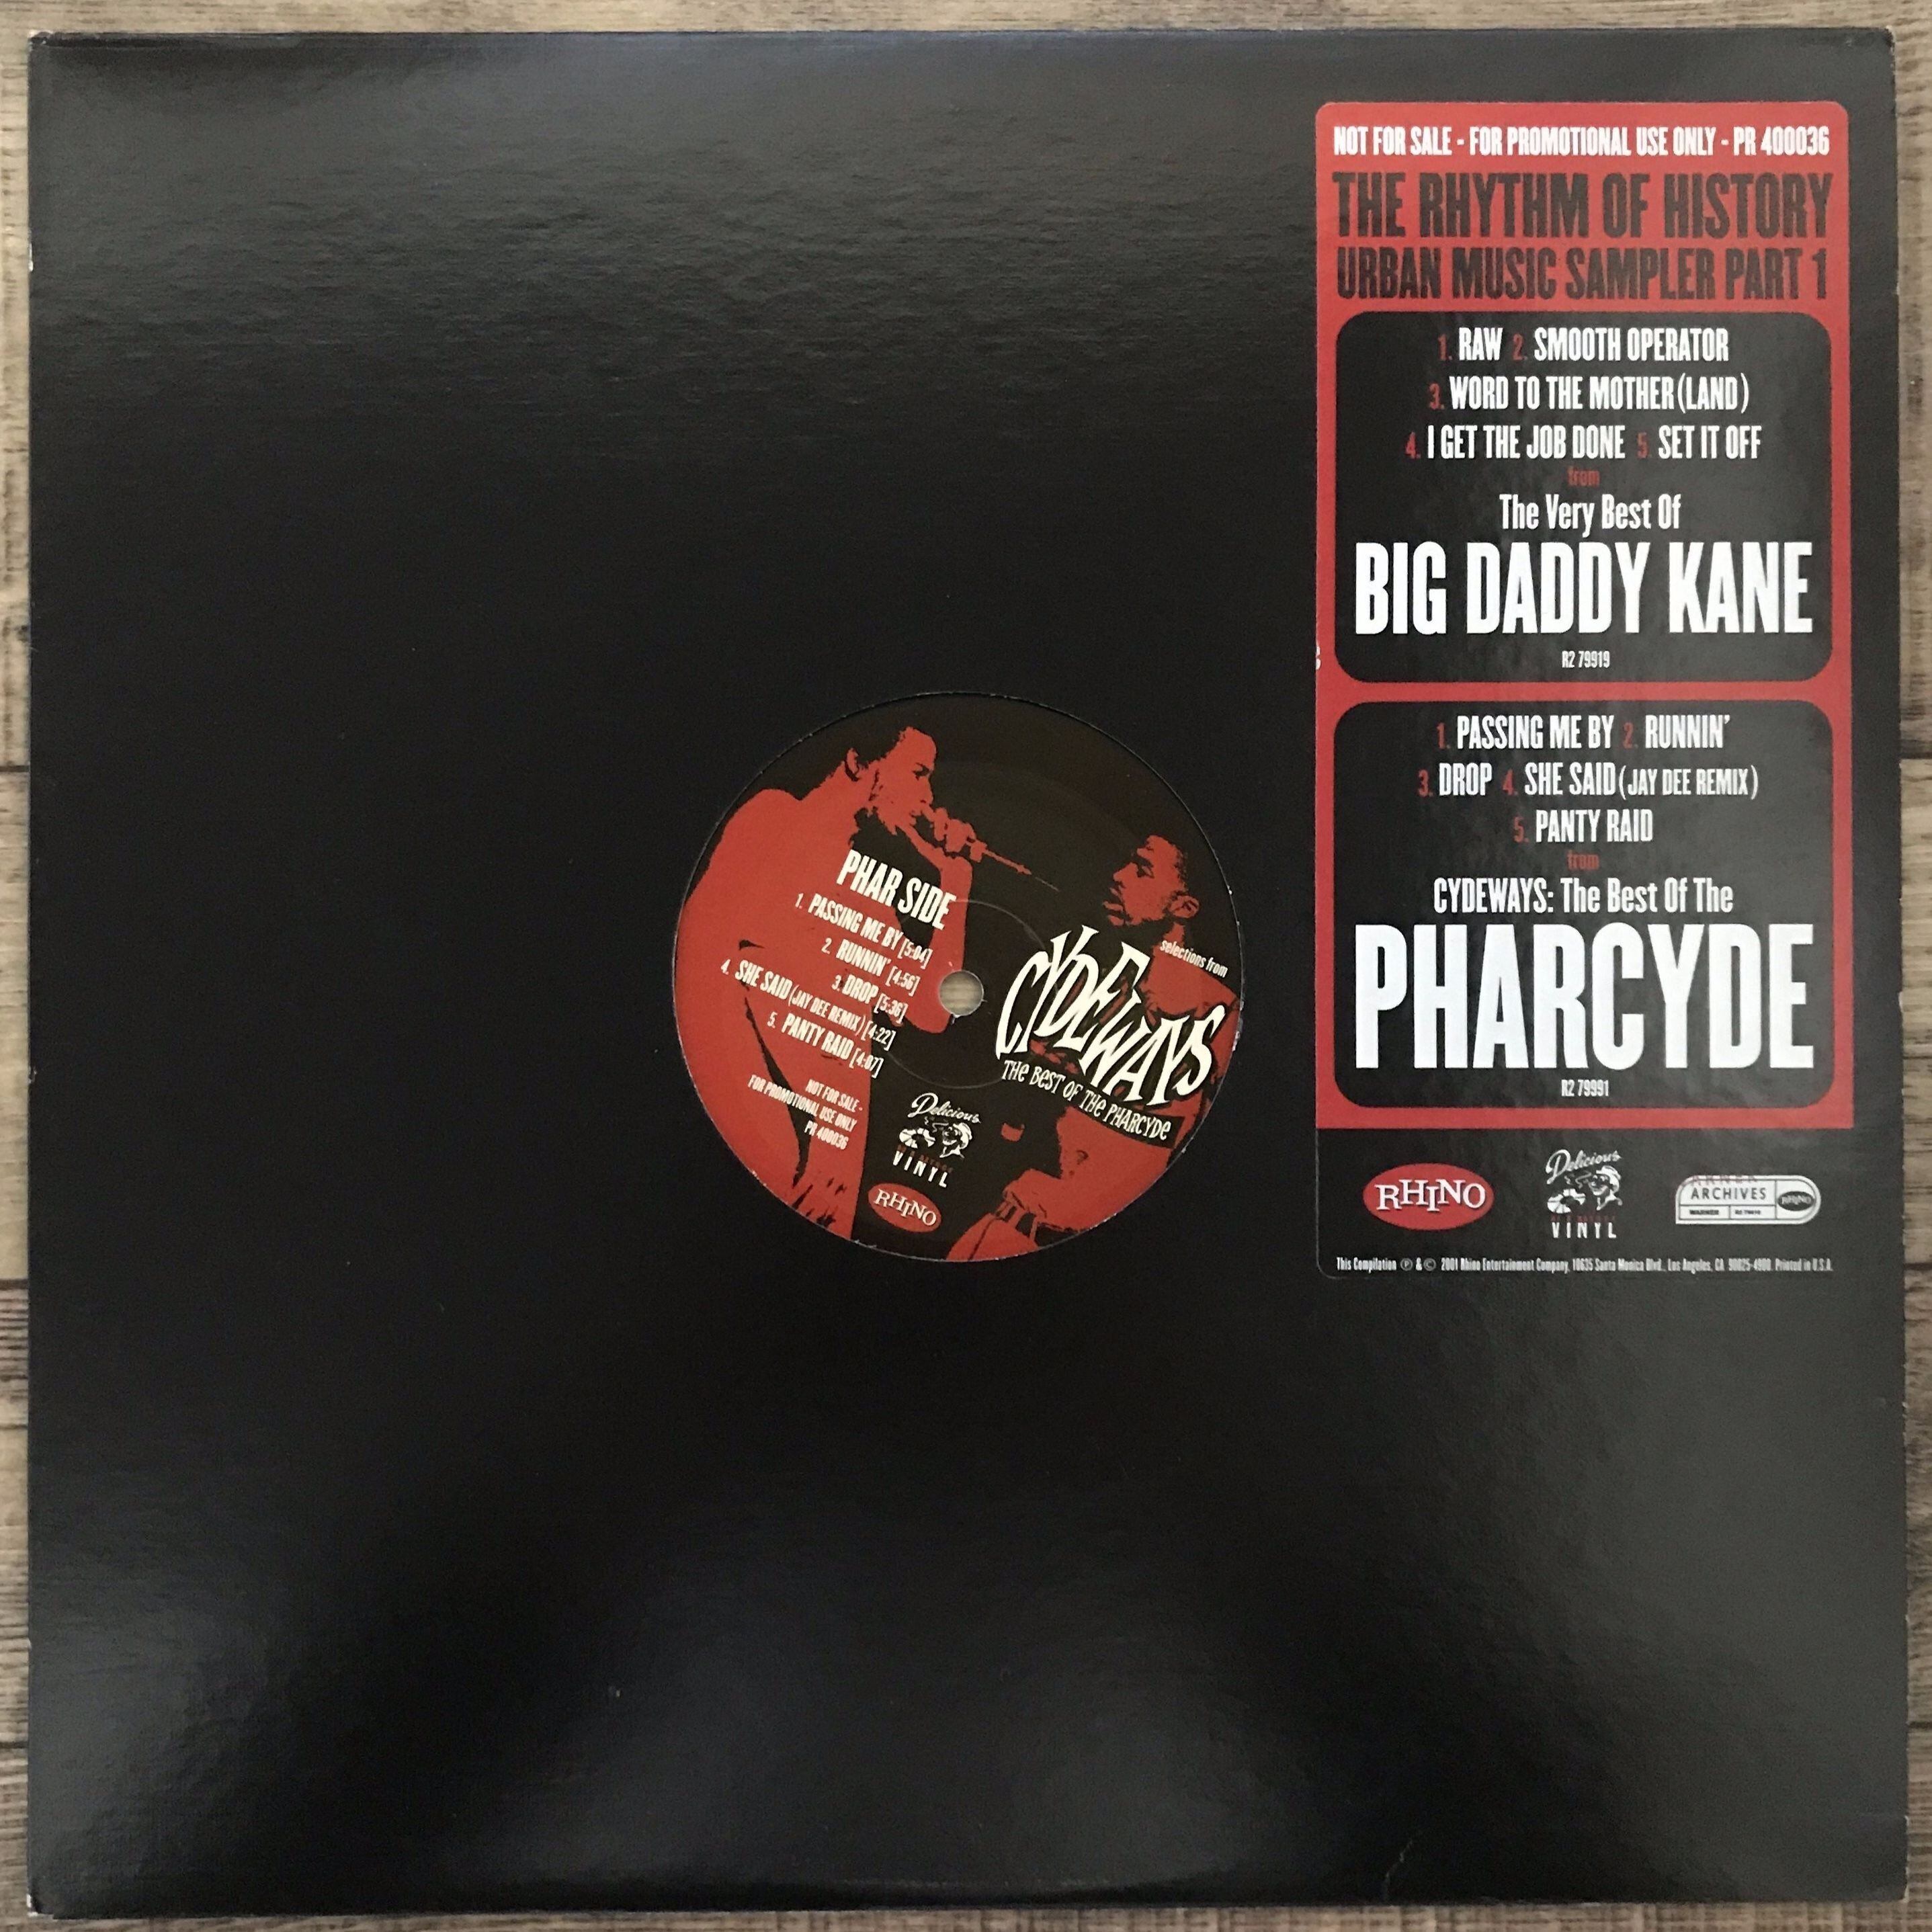 NOT FOR SALE - FOR PROMOTIONAL USE ONLY - PR 400036
THE RHYTHM OF HISTORY
URBAN MUSIC SAMPLER PART 1
1. RAW 2. SMOOTH OPERATOR
3. WORD TO THE MOTHER (LAND)
4. I GET THE JOB DONE 5. SET IT OFF
from
The Very Best Of
BIG DADDY KANE
R2 79919
1. PASSING ME BY 2. RUNNIN'
3. DROP 4. SHE SAID (JAY DEE REMIX)
5. PANTY RAID
from
CYDEWAYS: The Best Of The
PHARCYDE
R2 79991
RHINO
Delicious
VINYL
ARCHIVES
WARNER
RHINO
This Compilation ℗ & © 2001 Rhino Entertainment Company, 10635 Santa Monica Blvd., Los Angeles, CA 90025-4900. Printed in U.S.A.
PHAR SIDE
1. PASSING ME BY [5:04]
2. RUNNIN' [4:56]
3. DROP [5:36]
4. SHE SAID (JAY DEE REMIX) [4:22]
5. PANTY RAID [4:07]
NOT FOR SALE -
FOR PROMOTIONAL USE ONLY
PR 400036
selections from
CYDEWAYS
THE BEST OF THE PHARCYDE
Delicious
VINYL
RHINO